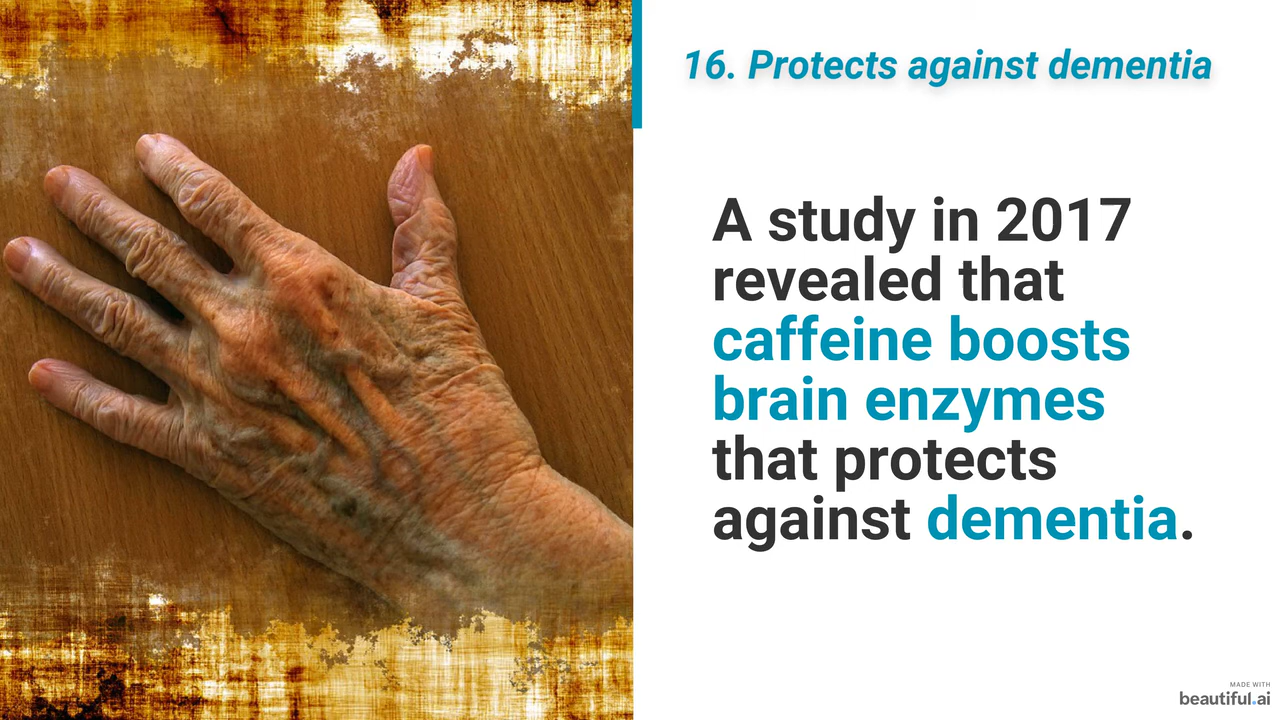 16. Protects against dementia
A study in 2017
revealed that
caffeine boosts
brain enzymes
that protects
against dementia.
MADE WITH
beautiful.ai